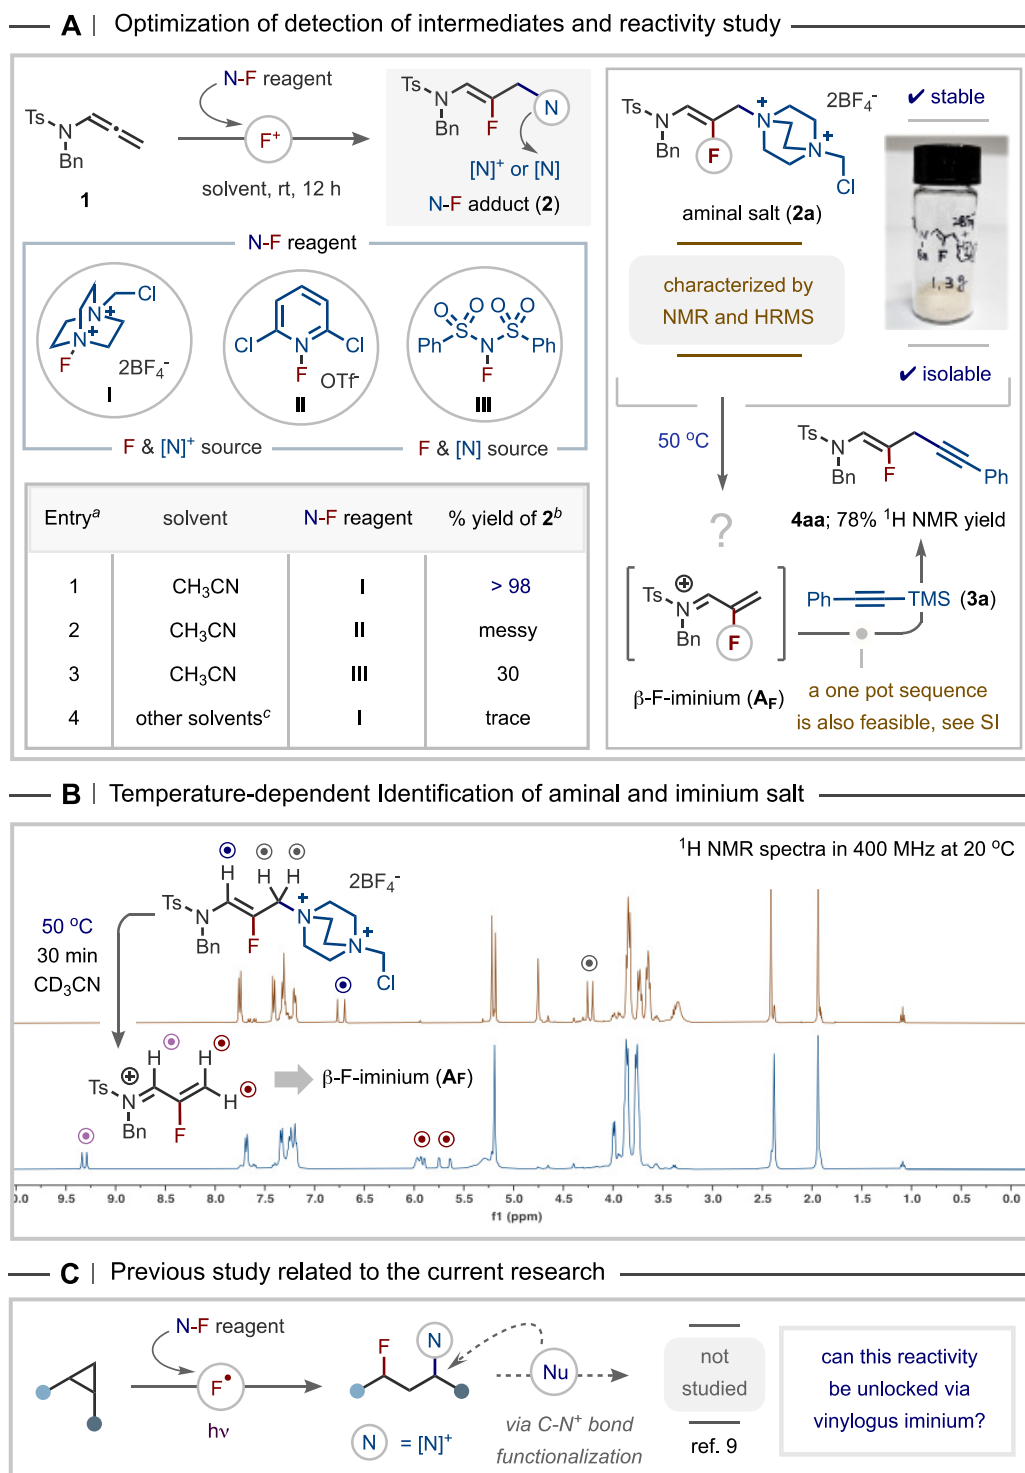 A | Optimization of detection of intermediates and reactivity study
N-F reagent
Ts
N
Bn
1
F⁺
solvent, rt, 12 h
Ts
N
Bn
F
N
[N]⁺ or [N]
N-F adduct (2)
N-F reagent
N
+
N
+
Cl
F
2BF₄⁻
I
Cl
N
Cl
F
OTf⁻
II
O O O O
S S
Ph N Ph
F
III
F & [N]⁺ source
F & [N] source
Entryᵃ solvent N-F reagent % yield of 2ᵇ
1 CH₃CN I > 98
2 CH₃CN II messy
3 CH₃CN III 30
4 other solventsᶜ I trace
Ts
N
Bn
F
+
N
+
N
Cl
2BF₄⁻
aminal salt (2a)
characterized by
NMR and HRMS
✔ stable
1,3g
✔ isolable
50 °C
?
Ts
N
Bn
F
Ph
4aa; 78% ¹H NMR yield
Ph TMS (3a)
Ts
+
N
Bn
F
β-F-iminium (A_F)
a one pot sequence
is also feasible, see SI
B | Temperature-dependent Identification of aminal and iminium salt
¹H NMR spectra in 400 MHz at 20 °C
H H H
Ts
N
Bn
F
+
N
+
N
Cl
2BF₄⁻
50 °C
30 min
CD₃CN
H H
H
Ts
+
N
Bn
F
β-F-iminium (AF)
0.0 9.5 9.0 8.5 8.0 7.5 7.0 6.5 6.0 5.5 5.0 4.5 4.0 3.5 3.0 2.5 2.0 1.5 1.0 0.5 0.0
f1 (ppm)
C | Previous study related to the current research
N-F reagent
F•
hν
F
N
N = [N]⁺
Nu
via C-N⁺ bond
functionalization
not
studied
ref. 9
can this reactivity
be unlocked via
vinylogus iminium?